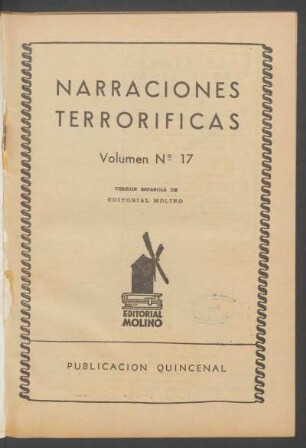 NARRACIONES
TERRORIFICAS
Volumen Nº 17
VERSION ESPAÑOLA DE
EDITORIAL MOLINO
EDITORIAL
MOLINO
PUBLICACION QUINCENAL